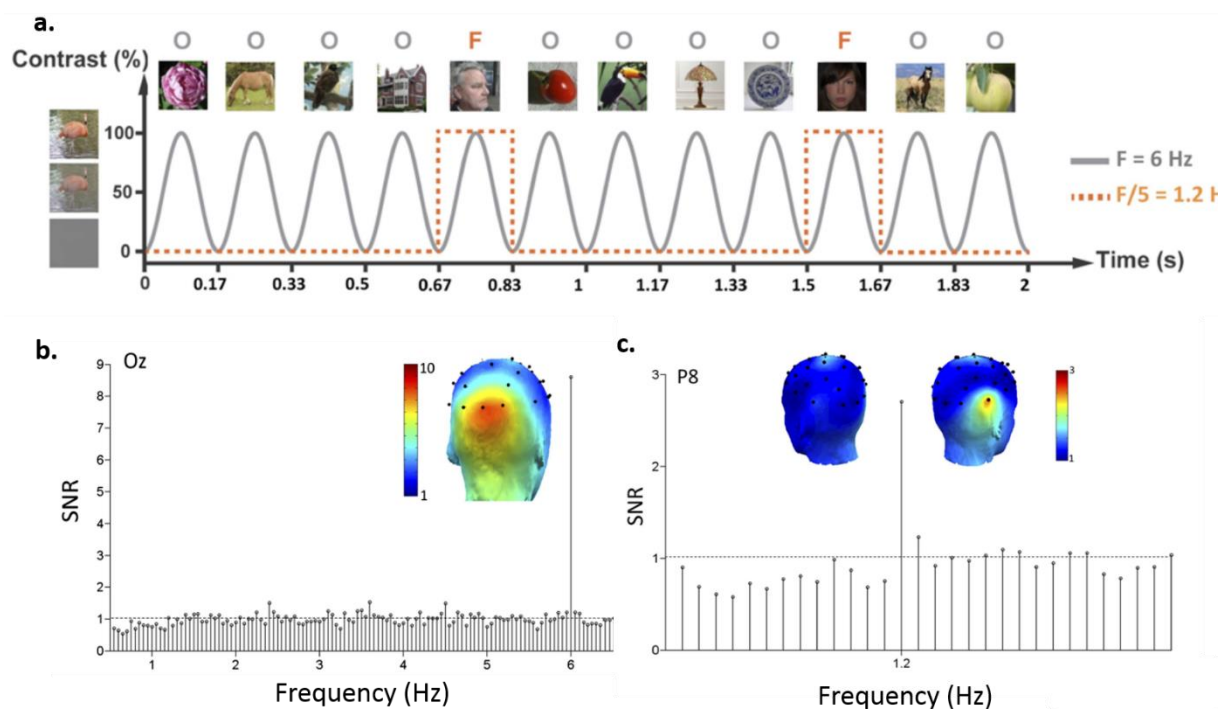 a.
O O O O F O O O O F O O
Contrast (%)
100
50
0
F = 6 Hz
F/5 = 1.2 H
Time (s)
0 0.17 0.33 0.5 0.67 0.83 1 1.17 1.33 1.5 1.67 1.83 2
b.
Oz
10
1
SNR
9
8
7
6
5
4
3
2
1
0
1 2 3 4 5 6
Frequency (Hz)
c.
P8
3
1
SNR
3
2
1
0
1.2
Frequency (Hz)